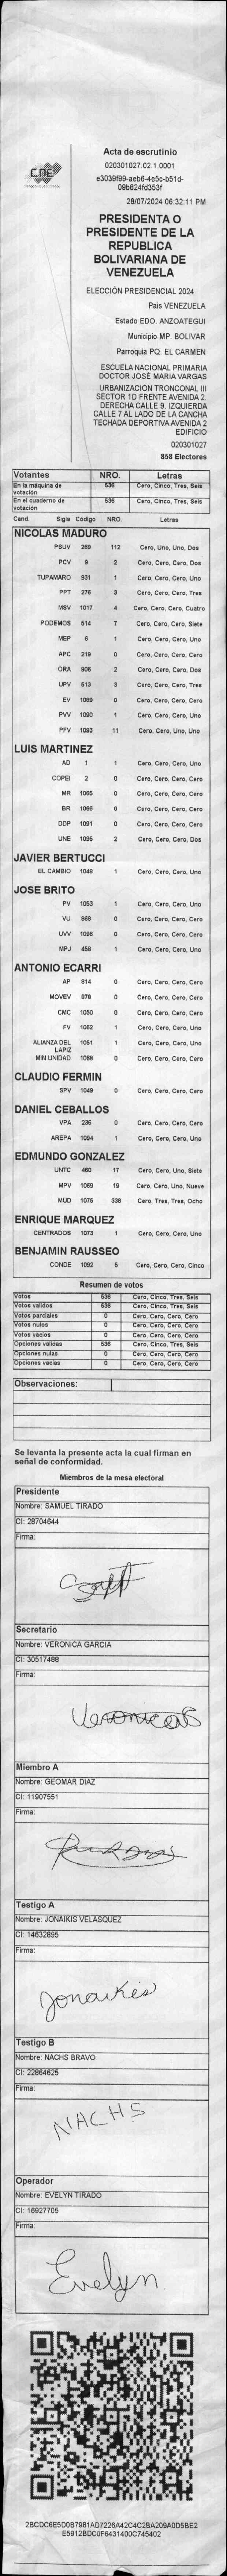 CNE
Acta de escrutinio
020301027.02.1.0001
e3039f99-aeb6-4e5c-b51d-
09b824fd353f
28/07/2024 06:32:11 PM
PRESIDENTA O
PRESIDENTE DE LA
REPUBLICA
BOLIVARIANA DE
VENEZUELA
ELECCIÓN PRESIDENCIAL 2024
Pais VENEZUELA
Estado EDO. ANZOATEGUI
Municipio MP. BOLIVAR
Parroquia PQ. EL CARMEN
ESCUELA NACIONAL PRIMARIA
DOCTOR JOSÉ MARIA VARGAS
URBANIZACION TRONCONAL III
SECTOR 1D FRENTE AVENIDA 2.
DERECHA CALLE 9. IZQUIERDA
CALLE 7 AL LADO DE LA CANCHA
TECHADA DEPORTIVA AVENIDA 2
EDIFICIO
020301027
858 Electores
Votantes NRO. Letras
En la máquina de votación 536 Cero, Cinco, Tres, Seis
En el cuaderno de votación 536 Cero, Cinco, Tres, Seis
Cand. Sigla Código NRO. Letras
NICOLAS MADURO
PSUV 269 112 Cero, Uno, Uno, Dos
PCV 9 2 Cero, Cero, Cero, Dos
TUPAMARO 931 1 Cero, Cero, Cero, Uno
PPT 276 3 Cero, Cero, Cero, Tres
MSV 1017 4 Cero, Cero, Cero, Cuatro
PODEMOS 514 7 Cero, Cero, Cero, Siete
MEP 6 1 Cero, Cero, Cero, Uno
APC 219 0 Cero, Cero, Cero, Cero
ORA 906 2 Cero, Cero, Cero, Dos
UPV 513 3 Cero, Cero, Cero, Tres
EV 1089 0 Cero, Cero, Cero, Cero
PVV 1090 1 Cero, Cero, Cero, Uno
PFV 1093 11 Cero, Cero, Uno, Uno
LUIS MARTINEZ
AD 1 1 Cero, Cero, Cero, Uno
COPEI 2 0 Cero, Cero, Cero, Cero
MR 1065 0 Cero, Cero, Cero, Cero
BR 1066 0 Cero, Cero, Cero, Cero
DDP 1091 0 Cero, Cero, Cero, Cero
UNE 1095 2 Cero, Cero, Cero, Dos
JAVIER BERTUCCI
EL CAMBIO 1048 1 Cero, Cero, Cero, Uno
JOSE BRITO
PV 1053 1 Cero, Cero, Cero, Uno
VU 868 0 Cero, Cero, Cero, Cero
UVV 1096 0 Cero, Cero, Cero, Cero
MPJ 458 1 Cero, Cero, Cero, Uno
ANTONIO ECARRI
AP 814 0 Cero, Cero, Cero, Cero
MOVEV 878 0 Cero, Cero, Cero, Cero
CMC 1050 0 Cero, Cero, Cero, Cero
FV 1062 1 Cero, Cero, Cero, Uno
ALIANZA DEL LAPIZ 1051 1 Cero, Cero, Cero, Uno
MIN UNIDAD 1068 0 Cero, Cero, Cero, Cero
CLAUDIO FERMIN
SPV 1049 0 Cero, Cero, Cero, Cero
DANIEL CEBALLOS
VPA 236 0 Cero, Cero, Cero, Cero
AREPA 1094 1 Cero, Cero, Cero, Uno
EDMUNDO GONZALEZ
UNTC 480 17 Cero, Cero, Uno, Siete
MPV 1069 19 Cero, Cero, Uno, Nueve
MUD 1075 338 Cero, Tres, Tres, Ocho
ENRIQUE MARQUEZ
CENTRADOS 1073 1 Cero, Cero, Cero, Uno
BENJAMIN RAUSSEO
CONDE 1092 5 Cero, Cero, Cero, Cinco
Resumen de votos
Votos 536 Cero, Cinco, Tres, Seis
Votos validos 536 Cero, Cinco, Tres, Seis
Votos parciales 0 Cero, Cero, Cero, Cero
Votos nulos 0 Cero, Cero, Cero, Cero
Votos vacios 0 Cero, Cero, Cero, Cero
Opciones validas 536 Cero, Cinco, Tres, Seis
Opciones nulas 0 Cero, Cero, Cero, Cero
Opciones vacias 0 Cero, Cero, Cero, Cero
Observaciones:
Se levanta la presente acta la cual firman en
señal de conformidad.
Miembros de la mesa electoral
Presidente
Nombre: SAMUEL TIRADO
CI: 28704644
Firma:
Secretario
Nombre: VERONICA GARCIA
CI: 30517488
Firma:
Miembro A
Nombre: GEOMAR DIAZ
CI: 11907551
Firma:
Testigo A
Nombre: JONAIKIS VELASQUEZ
CI: 14632895
Firma:
Jonaikis
Testigo B
Nombre: NACHS BRAVO
CI: 22864625
Firma:
NACHS
Operador
Nombre: EVELYN TIRADO
CI: 16927705
Firma:
Evelyn
2BCDC6E5D0B7981AD7226A42C4C2BA209A0D5BE2
E5912BDC0F6431400C745402